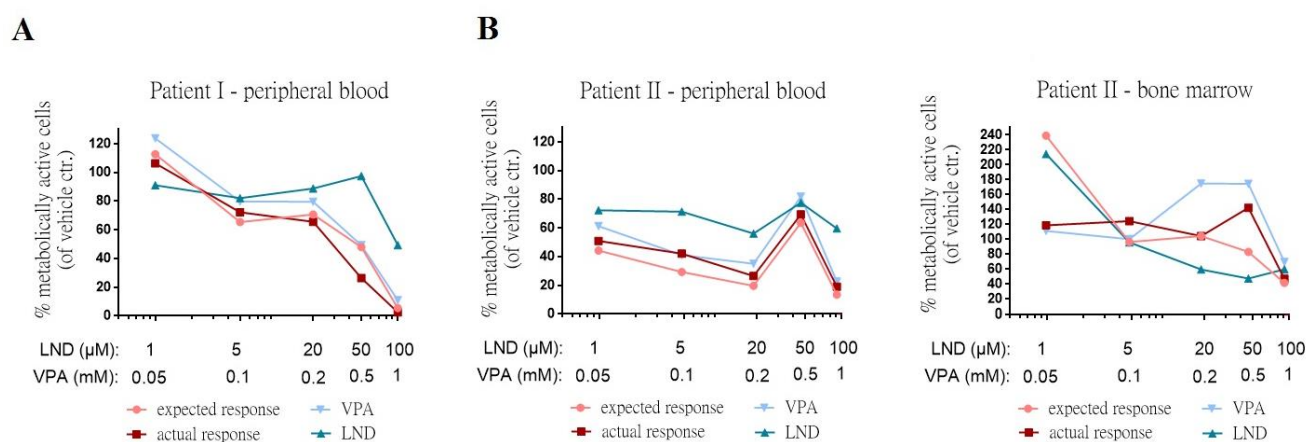 A
B
Patient I - peripheral blood
% metabolically active cells
(of vehicle ctr.)
120
100
80
60
40
20
0
LND (µM): 1 5 20 50 100
VPA (mM): 0.05 0.1 0.2 0.5 1
expected response VPA
actual response LND
Patient II - peripheral blood
% metabolically active cells
(of vehicle ctr.)
120
100
80
60
40
20
0
LND (µM): 1 5 20 50 100
VPA (mM): 0.05 0.1 0.2 0.5 1
expected response VPA
actual response LND
Patient II - bone marrow
% metabolically active cells
(of vehicle ctr.)
240
220
200
180
160
140
120
100
80
60
40
20
0
LND (µM): 1 5 20 50 100
VPA (mM): 0.05 0.1 0.2 0.5 1
expected response VPA
actual response LND